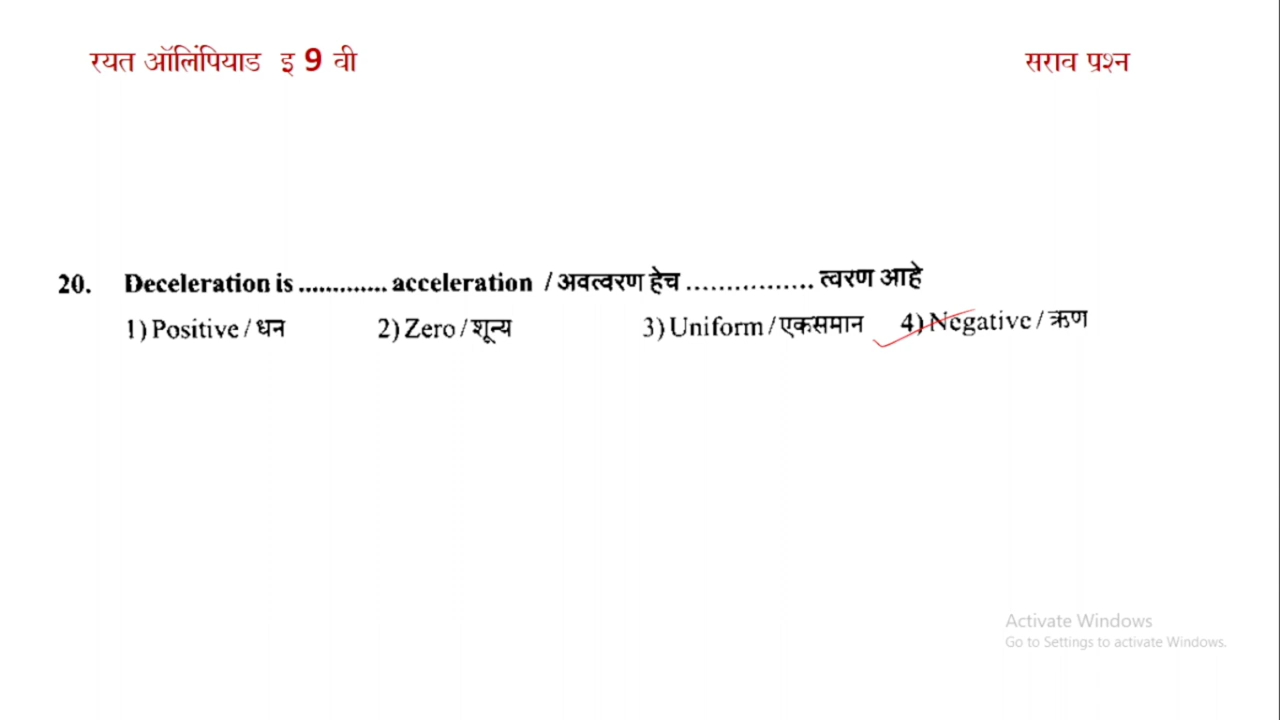 रयत ऑलिंपियाड इ 9 वी
सराव प्रश्न
20. Deceleration is ............. acceleration / अवत्वरण हेच ................ त्वरण आहे
1) Positive / धन 2) Zero / शून्य 3) Uniform / एकसमान 4) Negative / ऋण
Activate Windows
Go to Settings to activate Windows.